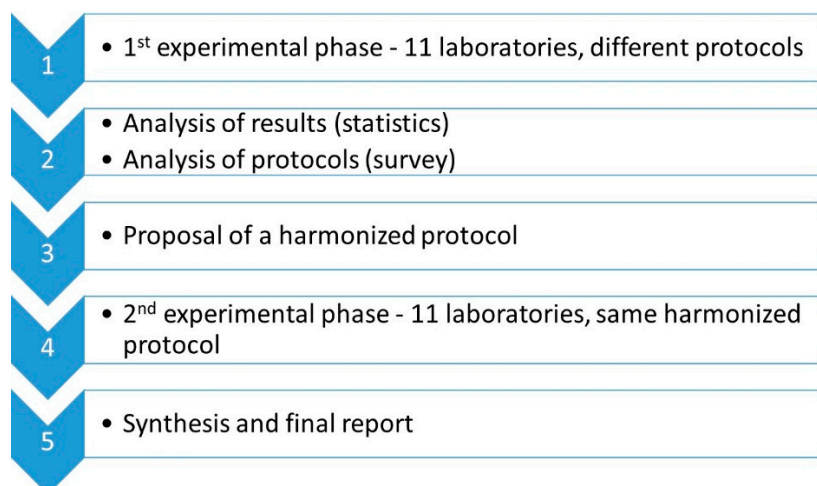 1
• 1st experimental phase - 11 laboratories, different protocols
2
• Analysis of results (statistics)
• Analysis of protocols (survey)
3
• Proposal of a harmonized protocol
4
• 2nd experimental phase - 11 laboratories, same harmonized
protocol
5
• Synthesis and final report